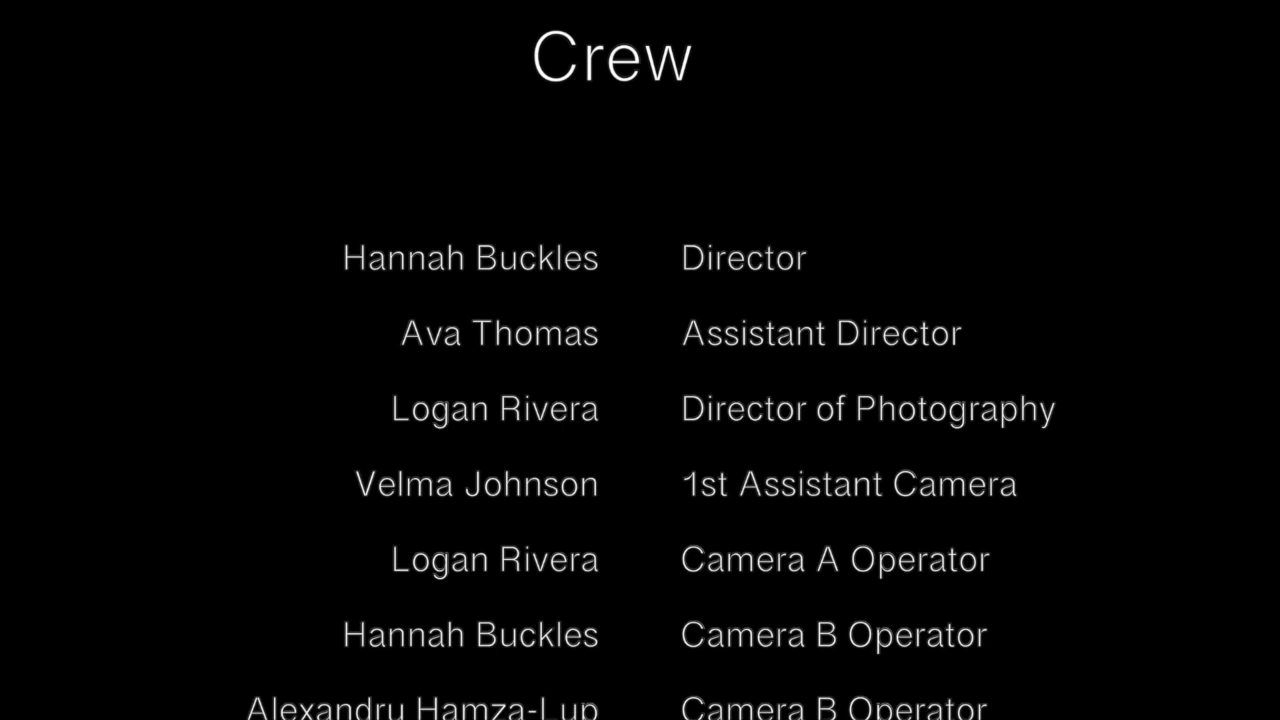 Crew
Hannah Buckles Director
Ava Thomas Assistant Director
Logan Rivera Director of Photography
Velma Johnson 1st Assistant Camera
Logan Rivera Camera A Operator
Hannah Buckles Camera B Operator
Alexandru Hamza-Lup Camera B Operator